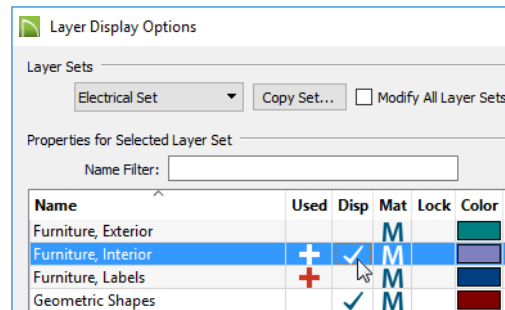 Layer Display Options
Layer Sets
Electrical Set Copy Set... Modify All Layer Sets
Properties for Selected Layer Set
Name Filter:
Name Used Disp Mat Lock Color
Furniture, Exterior M
Furniture, Interior M
Furniture, Labels M
Geometric Shapes M